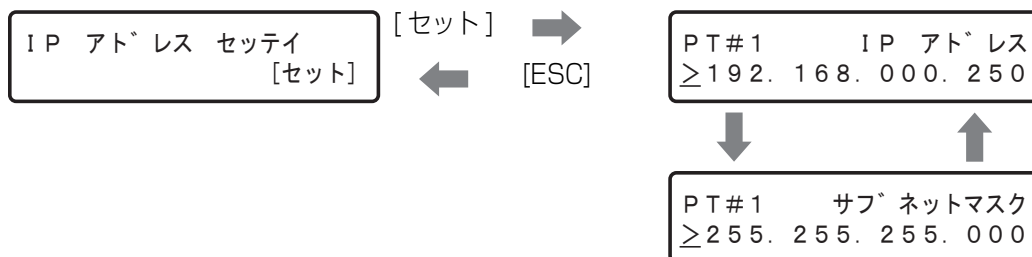 IP アドレス セッテイ
[セット]
[セット]
[ESC]
PT#1 IP アドレス
>192. 168. 000. 250
PT#1 サブネットマスク
>255. 255. 255. 000